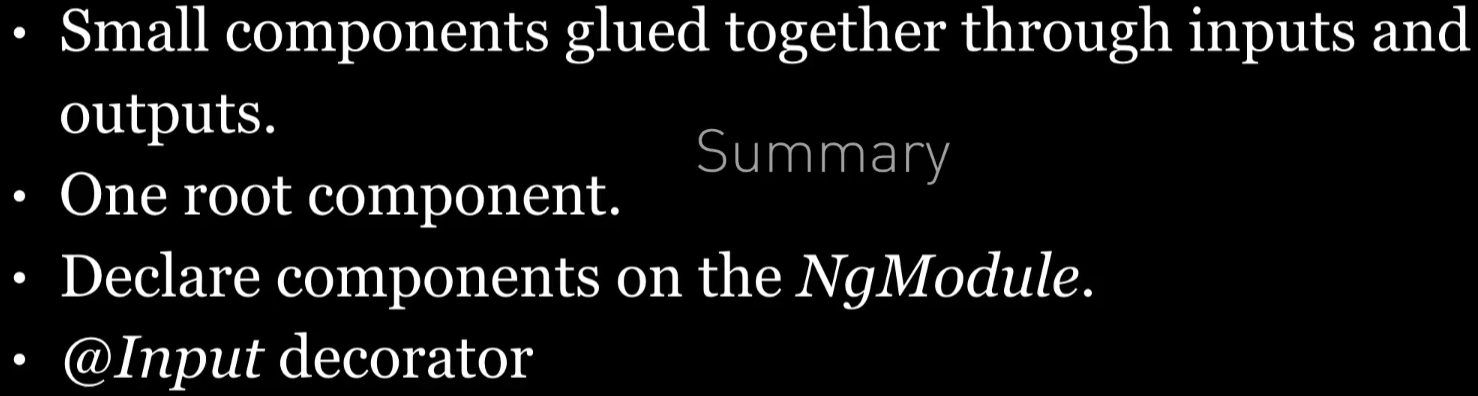 • Small components glued together through inputs and
outputs.
Summary
• One root component.
• Declare components on the NgModule.
• @Input decorator